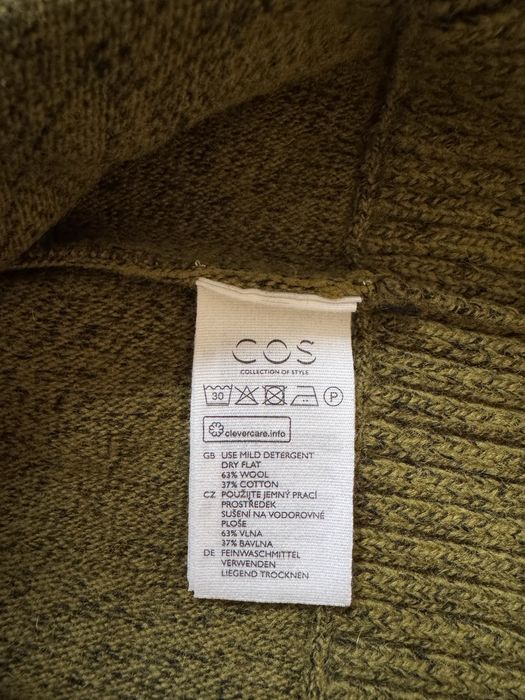 COS
COLLECTION OF STYLE
30 P
clevercare.info
GB USE MILD DETERGENT
DRY FLAT
63% WOOL
37% COTTON
CZ POUŽIJTE JEMNÝ PRACÍ
PROSTŘEDEK
SUŠENÍ NA VODOROVNÉ
PLOŠE
63% VLNA
37% BAVLNA
DE FEINWASCHMITTEL
VERWENDEN
LIEGEND TROCKNEN